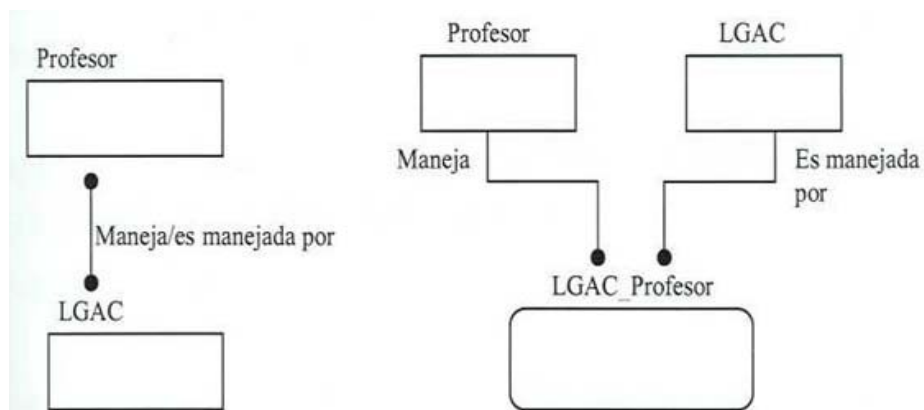 Profesor
Maneja/es manejada por
LGAC
Profesor
LGAC
Maneja
Es manejada
por
LGAC_Profesor